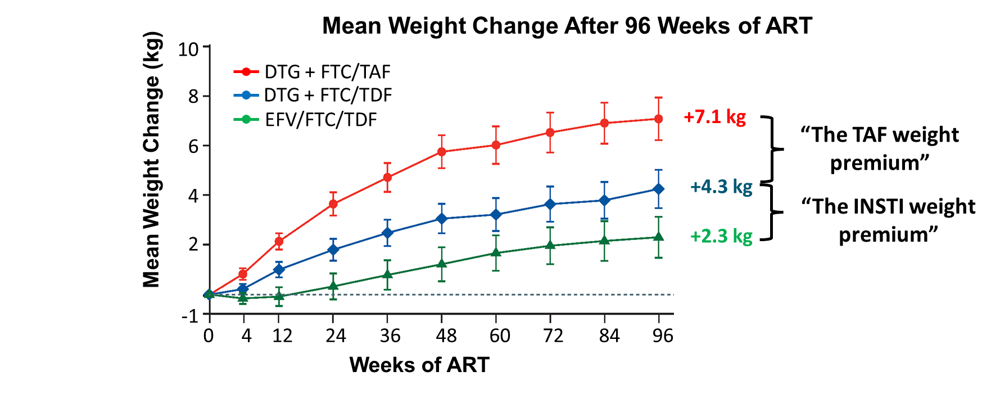 Mean Weight Change After 96 Weeks of ART
Mean Weight Change (kg)
10
8
6
4
2
-1
DTG + FTC/TAF
DTG + FTC/TDF
EFV/FTC/TDF
+7.1 kg
+4.3 kg
+2.3 kg
“The TAF weight
premium”
“The INSTI weight
premium”
0 4 12 24 36 48 60 72 84 96
Weeks of ART